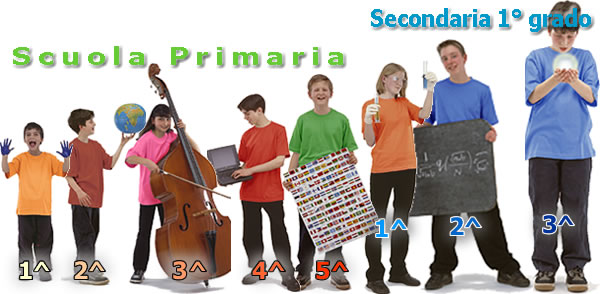 Secondaria 1° grado
Scuola Primaria
1^ 2^ 3^ 4^ 5^ 1^ 2^ 3^